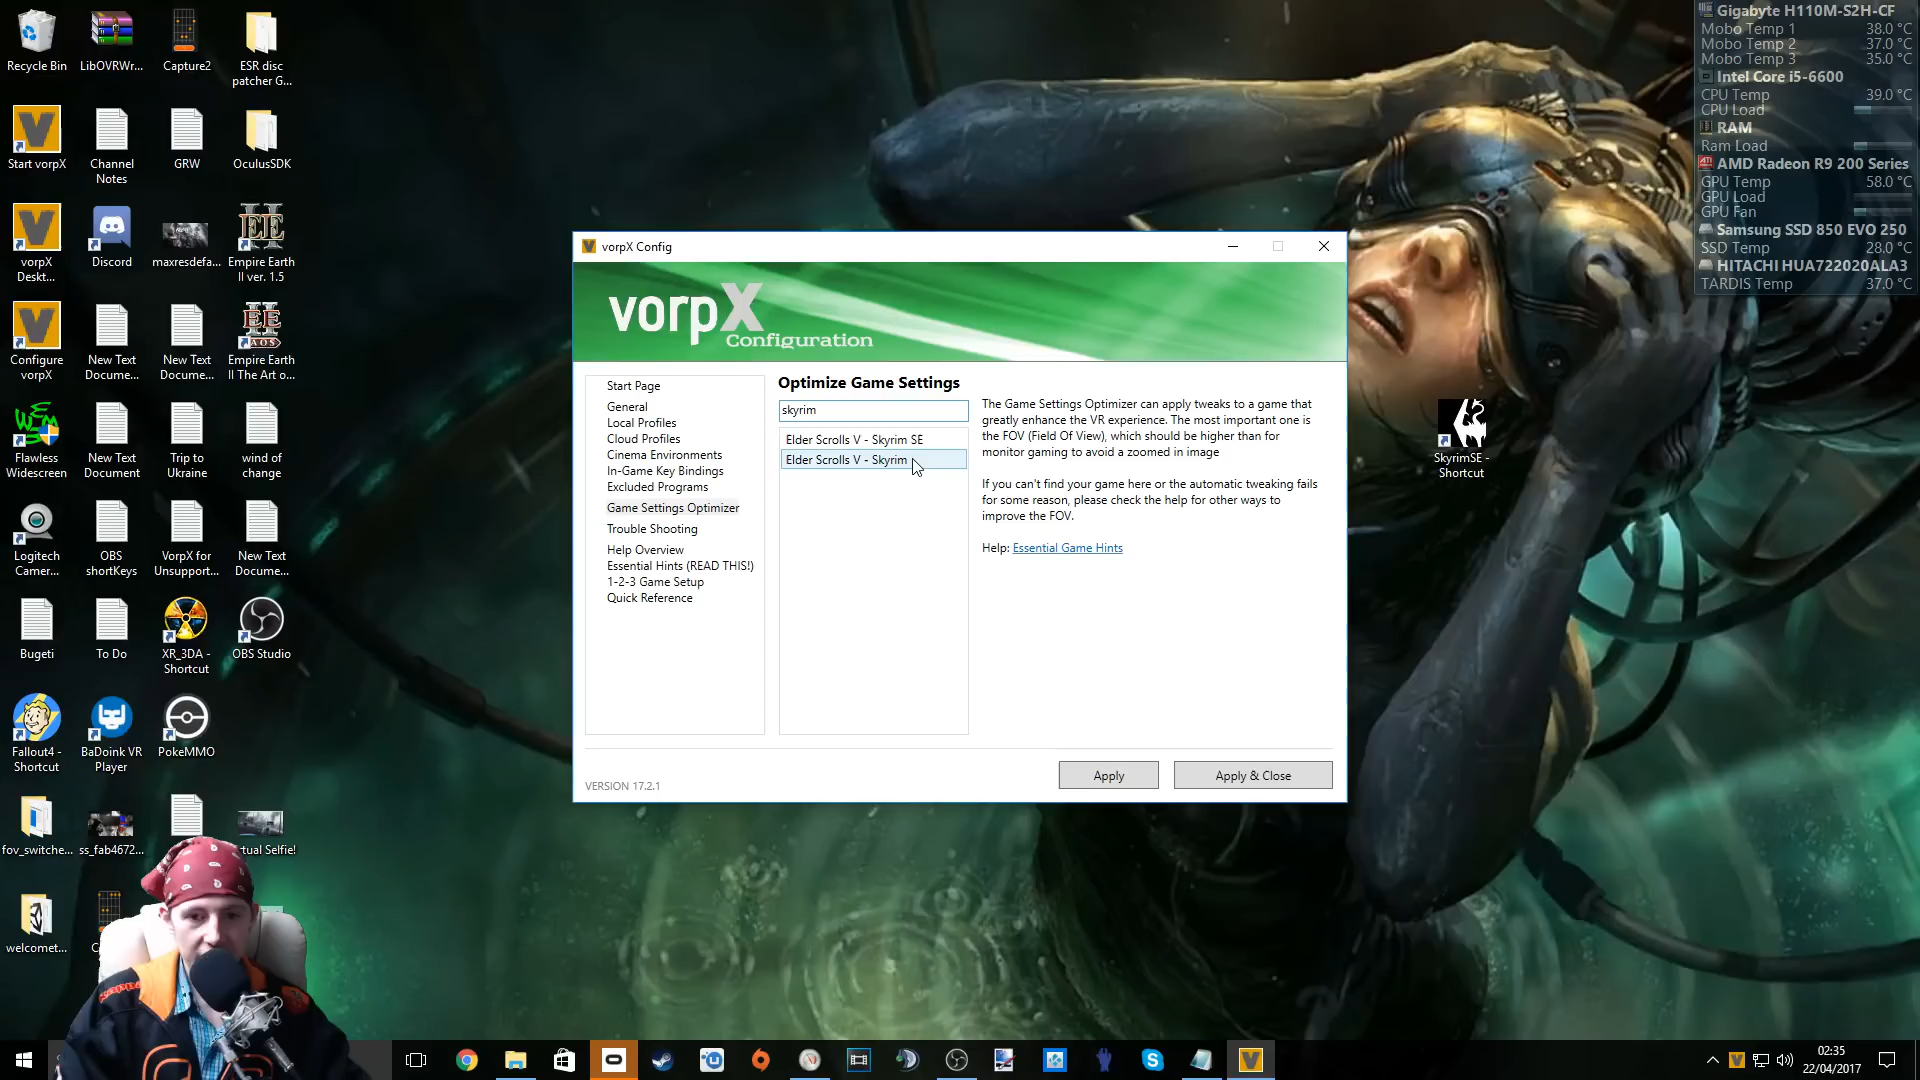 Recycle Bin
LibOVRWr...
Capture2
ESR disc
patcher G...
Start vorpX
Channel
Notes
GRW
OculusSDK
vorpX
Deskt...
Discord
maxresdefa...
Empire Earth
II ver. 1.5
Configure
vorpX
New Text
Docume...
New Text
Docume...
Empire Earth
II The Art o...
Flawless
Widescreen
New Text
Document
Trip to
Ukraine
wind of
change
Logitech
Camer...
OBS
shortKeys
VorpX for
Unsupport...
New Text
Docume...
Bugeti
To Do
XR_3DA -
Shortcut
OBS Studio
Fallout4 -
Shortcut
BaDoink VR
Player
PokeMMO
fov_switche...
ss_fab4672...
tual Selfie!
welcomet...
vorpX Config
vorpX
Configuration
Start Page
General
Local Profiles
Cloud Profiles
Cinema Environments
In-Game Key Bindings
Excluded Programs
Game Settings Optimizer
Trouble Shooting
Help Overview
Essential Hints (READ THIS!)
1-2-3 Game Setup
Quick Reference
Optimize Game Settings
skyrim
Elder Scrolls V - Skyrim SE
Elder Scrolls V - Skyrim
The Game Settings Optimizer can apply tweaks to a game that
greatly enhance the VR experience. The most important one is
the FOV (Field Of View), which should be higher than for
monitor gaming to avoid a zoomed in image
If you can't find your game here or the automatic tweaking fails
for some reason, please check the help for other ways to
improve the FOV.
Help: Essential Game Hints
VERSION 17.2.1
Apply
Apply & Close
SkyrimSE -
Shortcut
Gigabyte H110M-S2H-CF
Mobo Temp 1 38.0 °C
Mobo Temp 2 37.0 °C
Mobo Temp 3 35.0 °C
Intel Core i5-6600
CPU Temp 39.0 °C
CPU Load
RAM
Ram Load
AMD Radeon R9 200 Series
GPU Temp 58.0 °C
GPU Load
GPU Fan
Samsung SSD 850 EVO 250
SSD Temp 28.0 °C
HITACHI HUA722020ALA3
TARDIS Temp 37.0 °C
02:35
22/04/2017